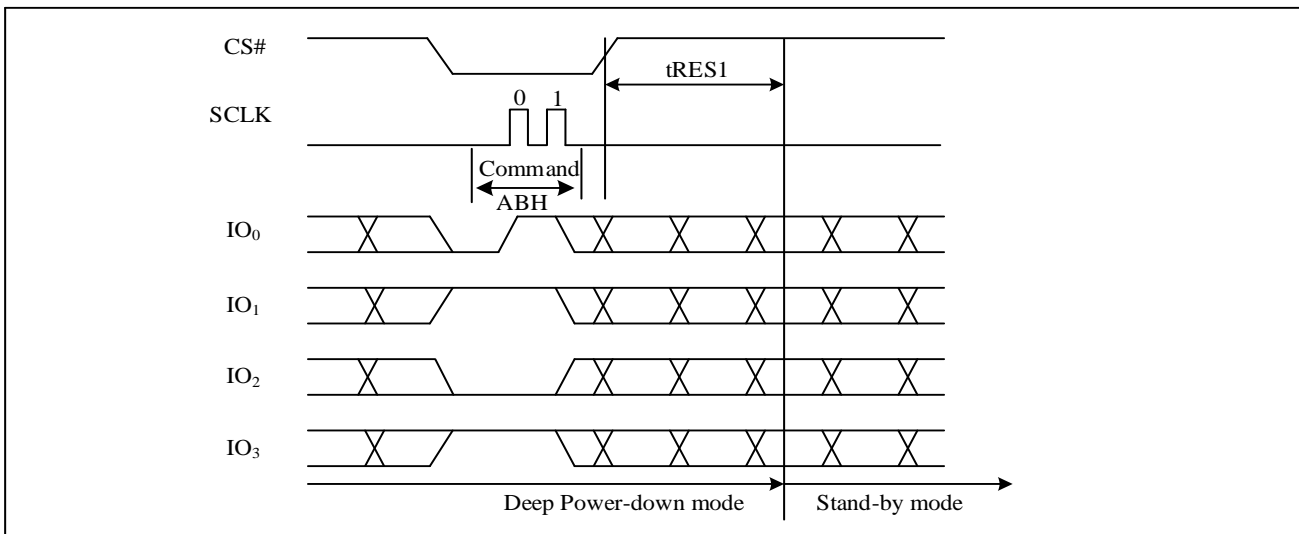 CS#
tRES1
0 1
SCLK
Command
ABH
IO₀
IO₁
IO₂
IO₃
Deep Power-down mode Stand-by mode